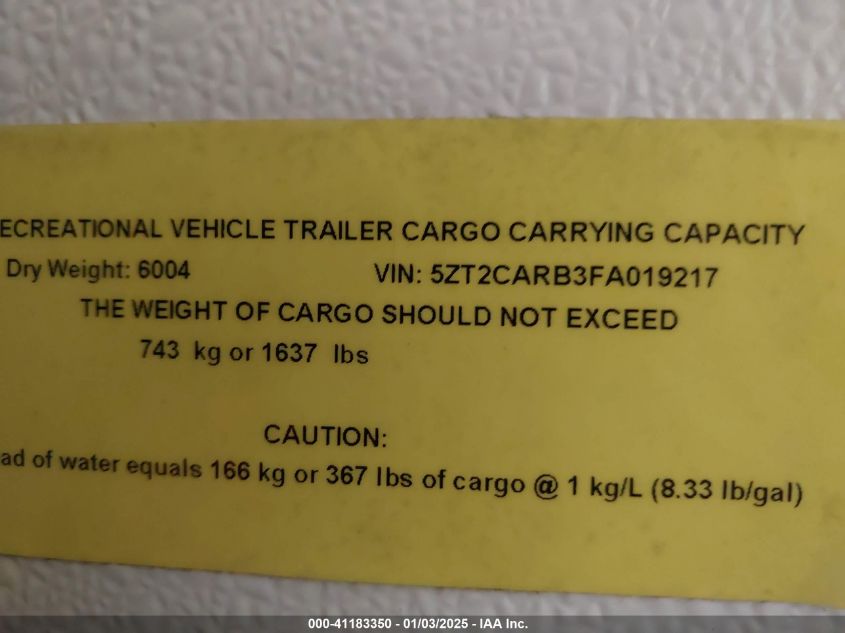 ECREATIONAL VEHICLE TRAILER CARGO CARRYING CAPACITY
Dry Weight: 6004 VIN: 5ZT2CARB3FA019217
THE WEIGHT OF CARGO SHOULD NOT EXCEED
743 kg or 1637 lbs
CAUTION:
ad of water equals 166 kg or 367 lbs of cargo @ 1 kg/L (8.33 lb/gal)
000-41183350 - 01/03/2025 - IAA Inc.